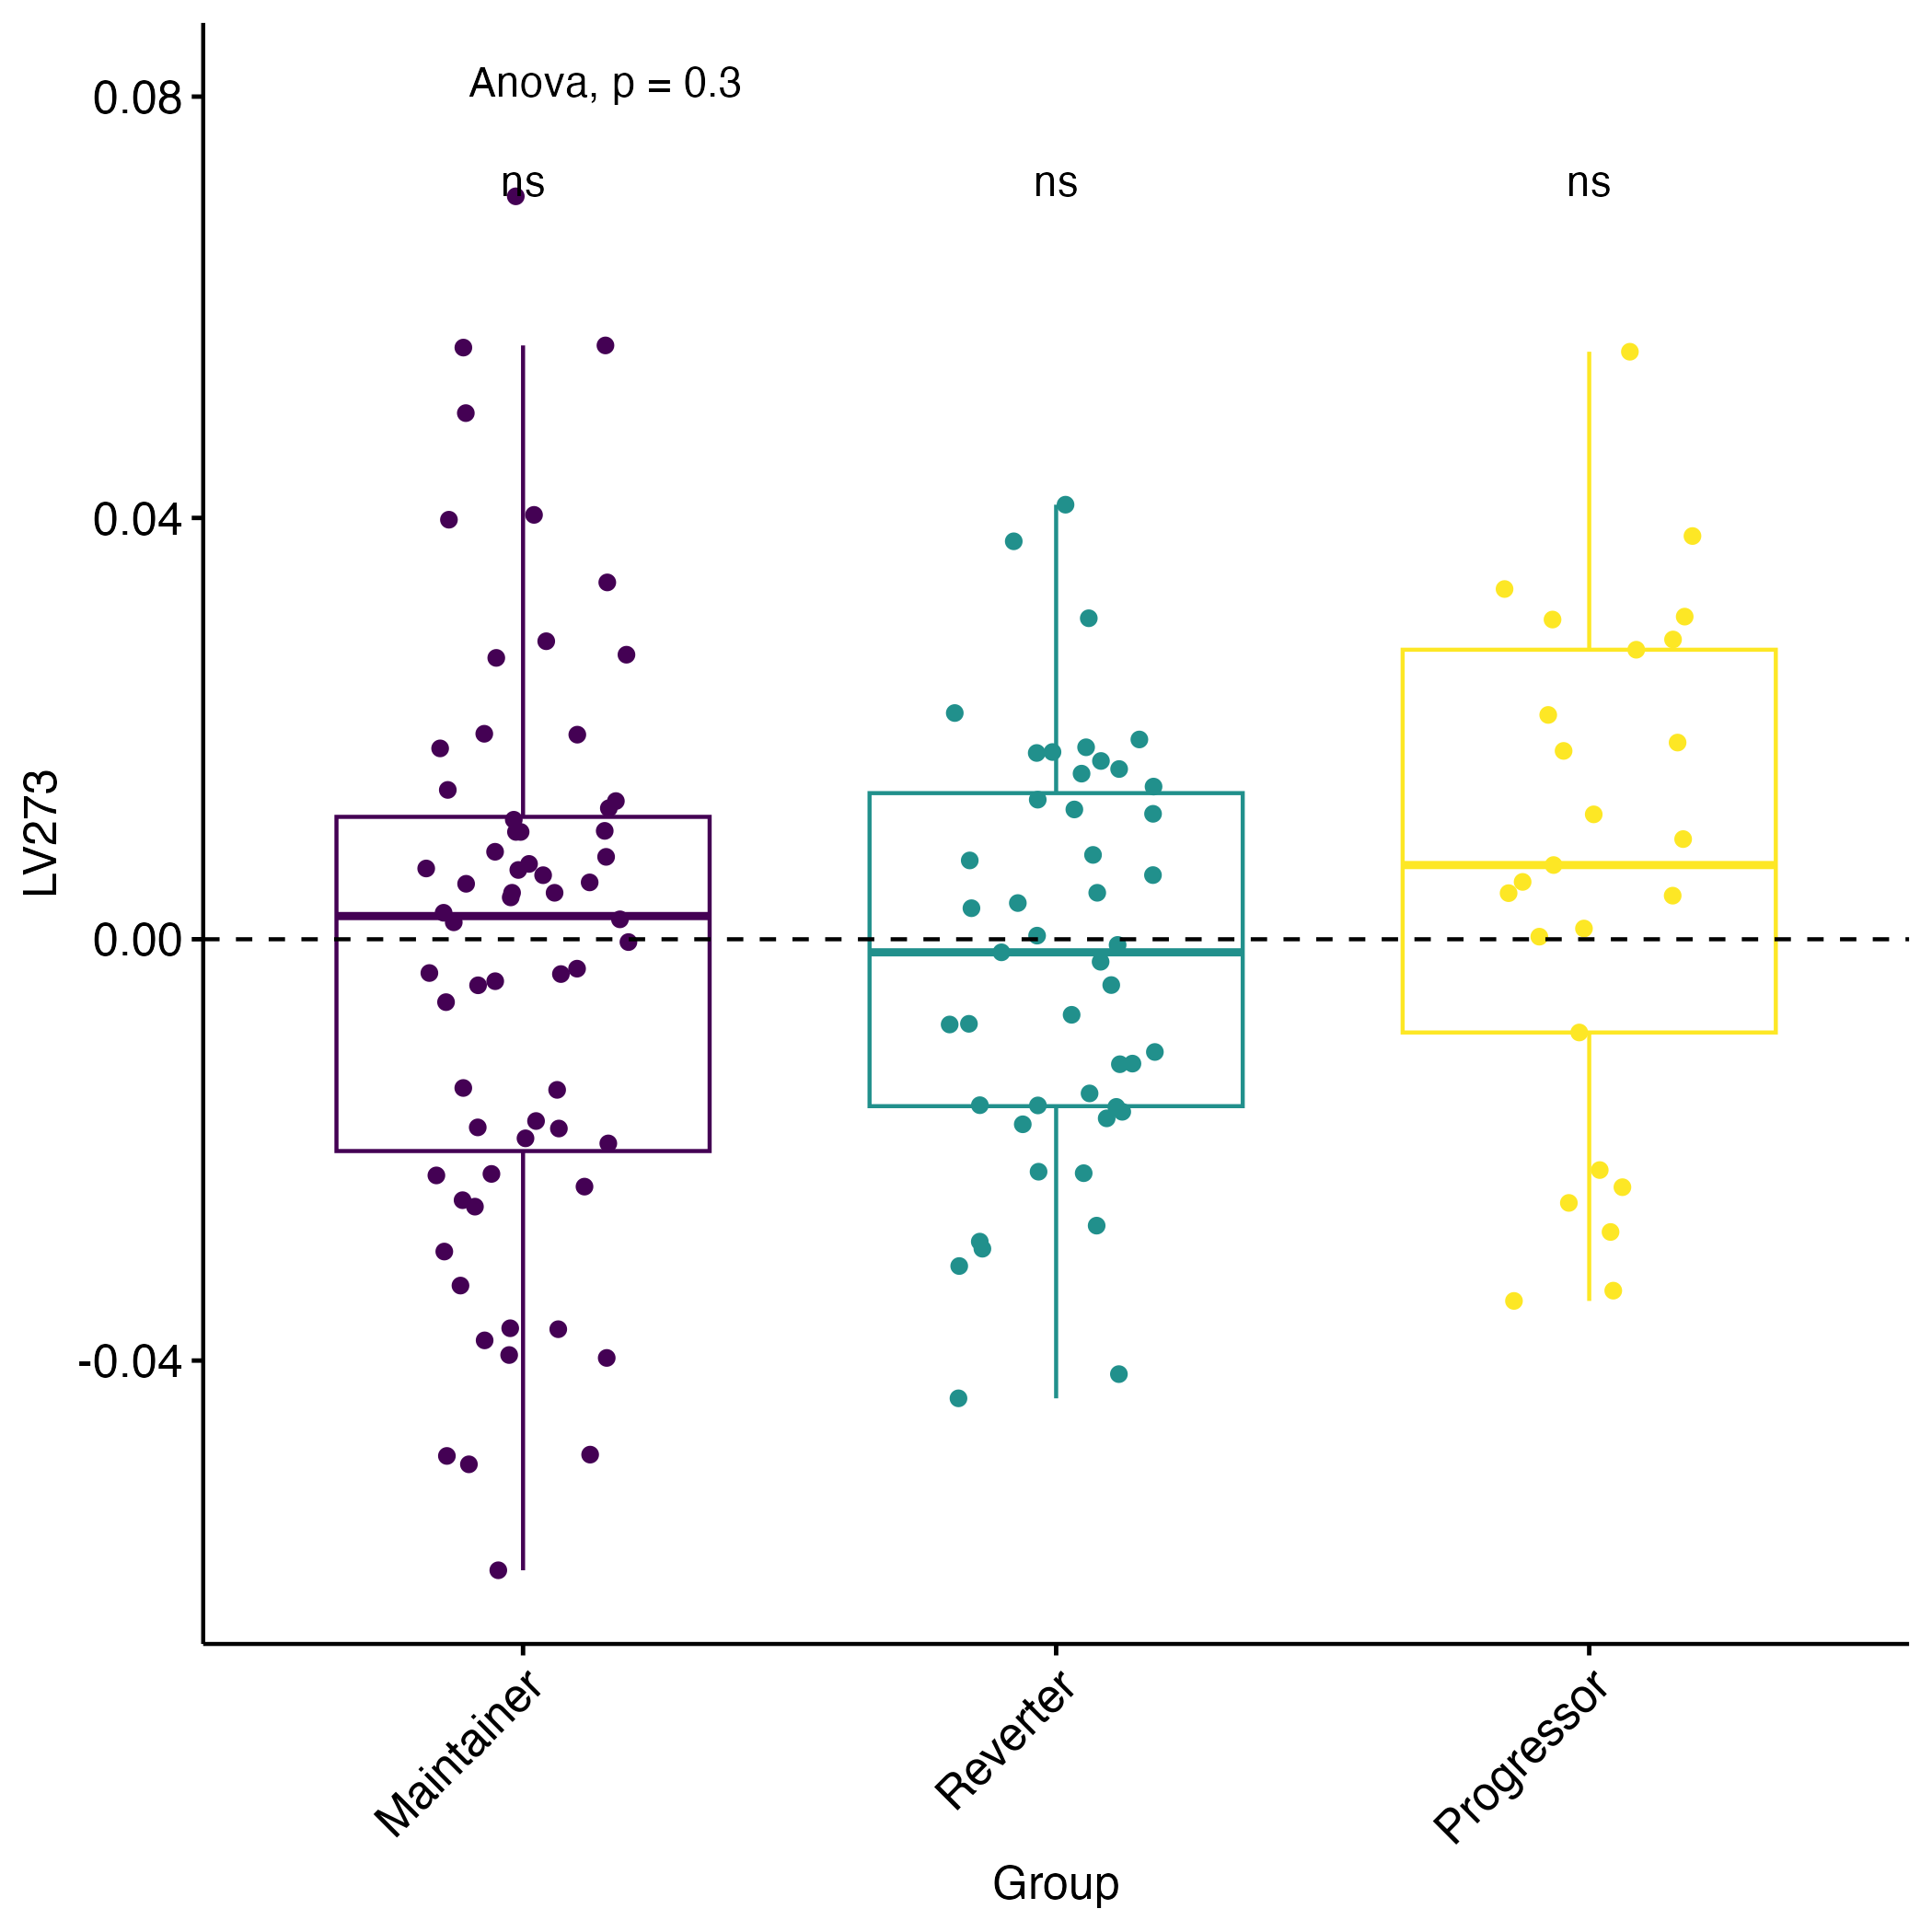 Anova, p = 0.3
ns ns ns
0.08
0.04
0.00
-0.04
LV273
Maintainer Reverter Progressor
Group